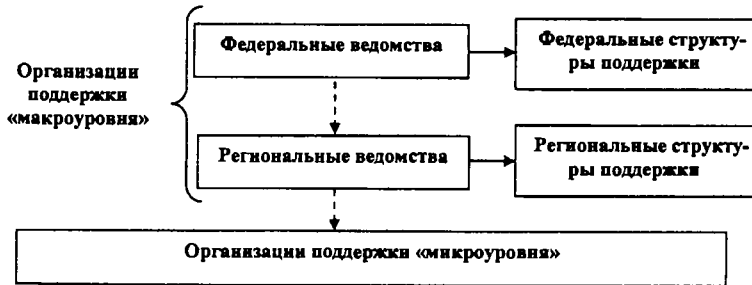 Федеральные ведомства
Федеральные структу-
ры поддержки
Организации
поддержки
«макроуровня»
Региональные ведомства
Региональные структу-
ры поддержки
Организации поддержки «микроуровня»